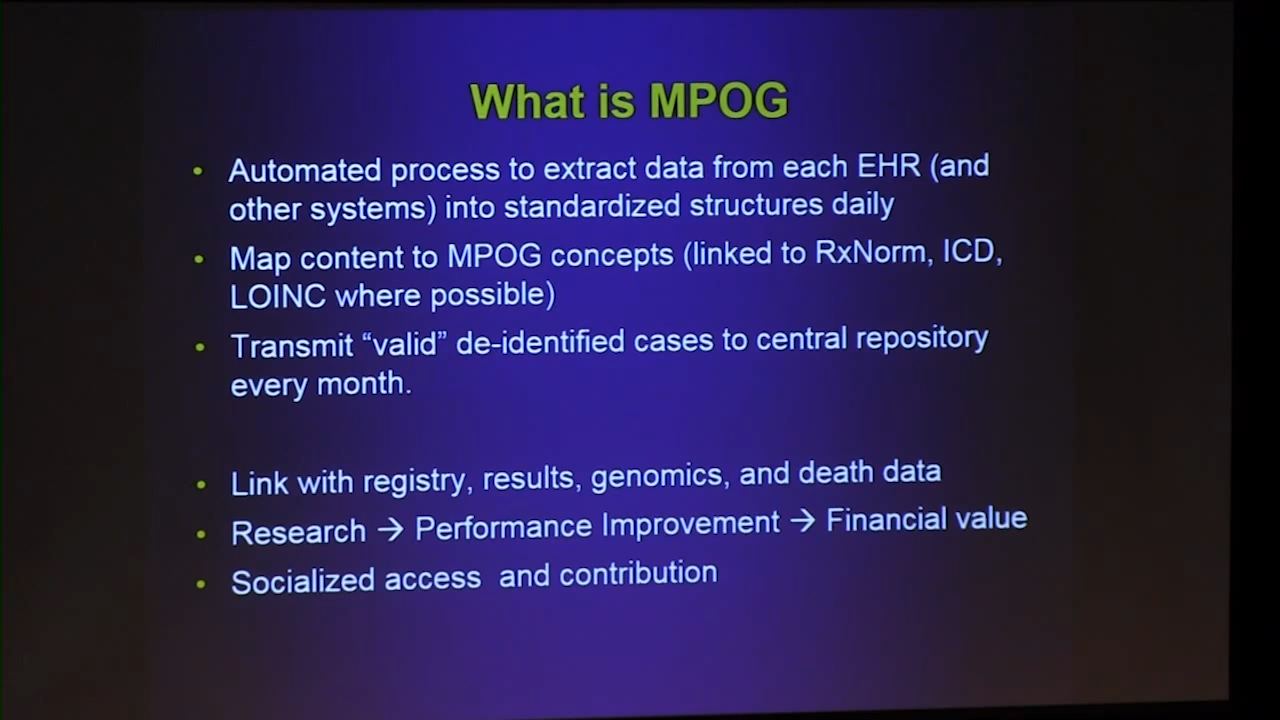 What is MPOG
• Automated process to extract data from each EHR (and
other systems) into standardized structures daily
• Map content to MPOG concepts (linked to RxNorm, ICD,
LOINC where possible)
• Transmit “valid” de-identified cases to central repository
every month.
• Link with registry, results, genomics, and death data
• Research → Performance Improvement → Financial value
• Socialized access and contribution